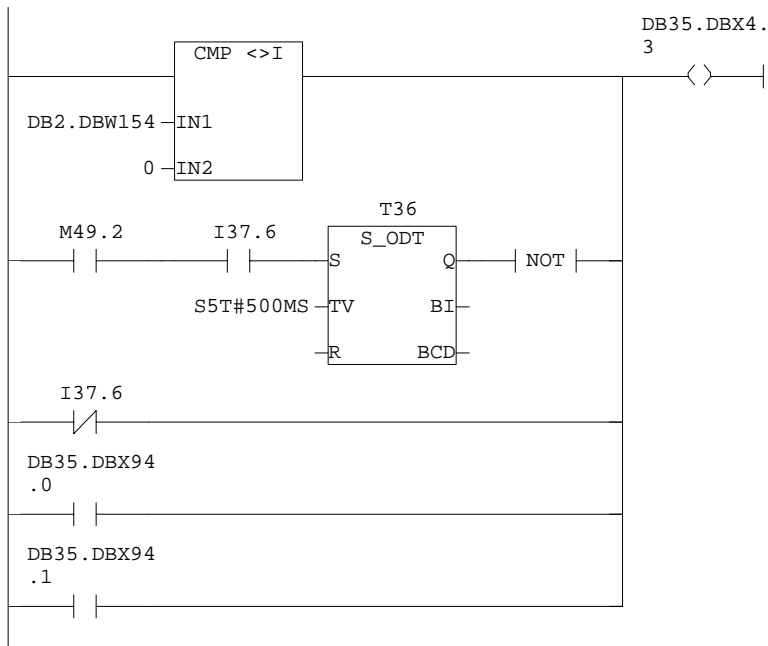 DB35.DBX4.
3
CMP <>I
DB2.DBW154
IN1
0
IN2
T36
M49.2
I37.6
S_ODT
S
Q
NOT
S5T#500MS
TV
BI
R
BCD
I37.6
DB35.DBX94
.0
DB35.DBX94
.1